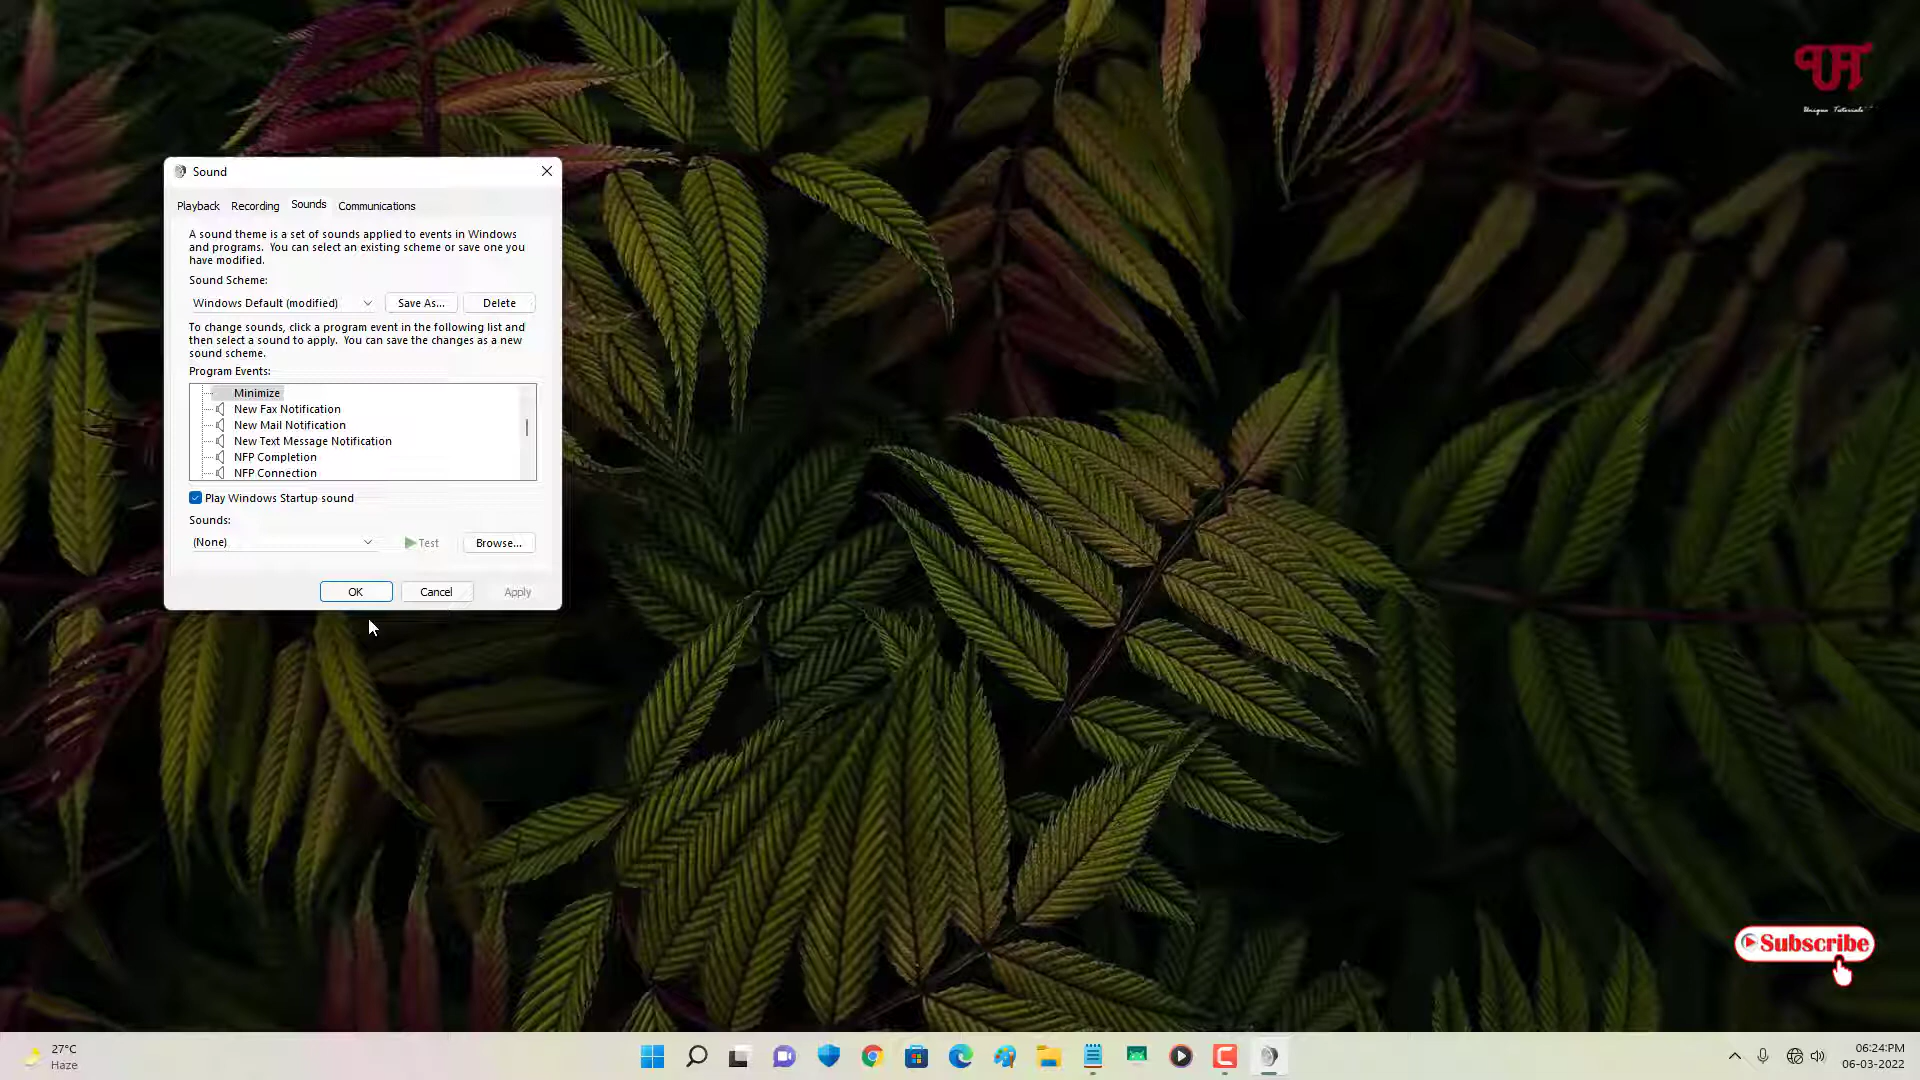 UT
Unique Tutorials
Sound
Playback
Recording
Sounds
Communications
A sound theme is a set of sounds applied to events in Windows
and programs. You can select an existing scheme or save one you
have modified.
Sound Scheme:
Windows Default (modified)
Save As...
Delete
To change sounds, click a program event in the following list and
then select a sound to apply. You can save the changes as a new
sound scheme.
Program Events:
Minimize
New Fax Notification
New Mail Notification
New Text Message Notification
NFP Completion
NFP Connection
Play Windows Startup sound
Sounds:
(None)
Test
Browse...
OK
Cancel
Apply
Subscribe
27°C
Haze
06:24:PM
06-03-2022